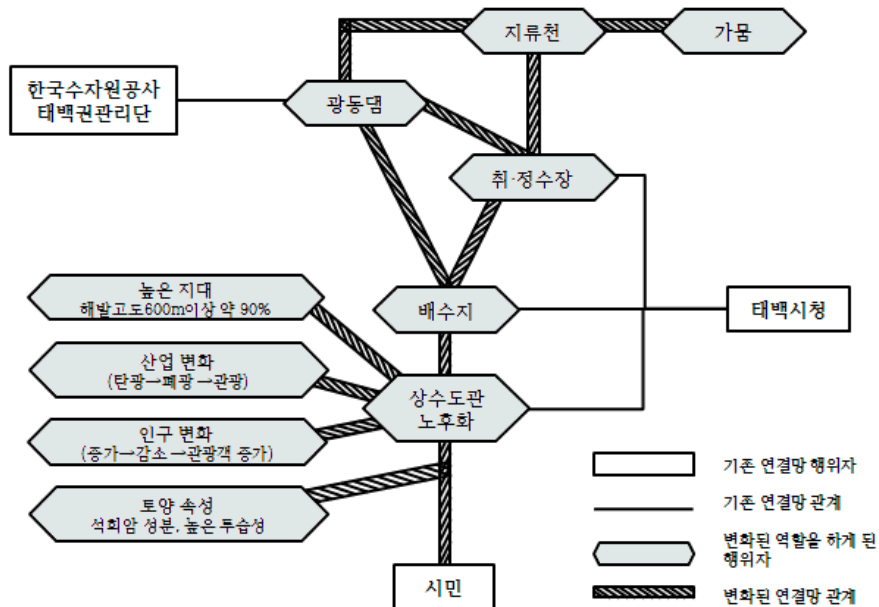 지류천
가뭄
한국수자원공사
태백권관리단
광동댐
취·정수장
높은 지대
해발고도600m이상 약 90%
배수지
태백시청
산업 변화
(탄광→폐광→관광)
상수도관
노후화
인구 변화
(증가→감소→관광객 증가)
토양 속성
석회암 성분, 높은 투습성
시민
기존 연결망 행위자
기존 연결망 관계
변화된 역할을 하게 된
행위자
변화된 연결망 관계